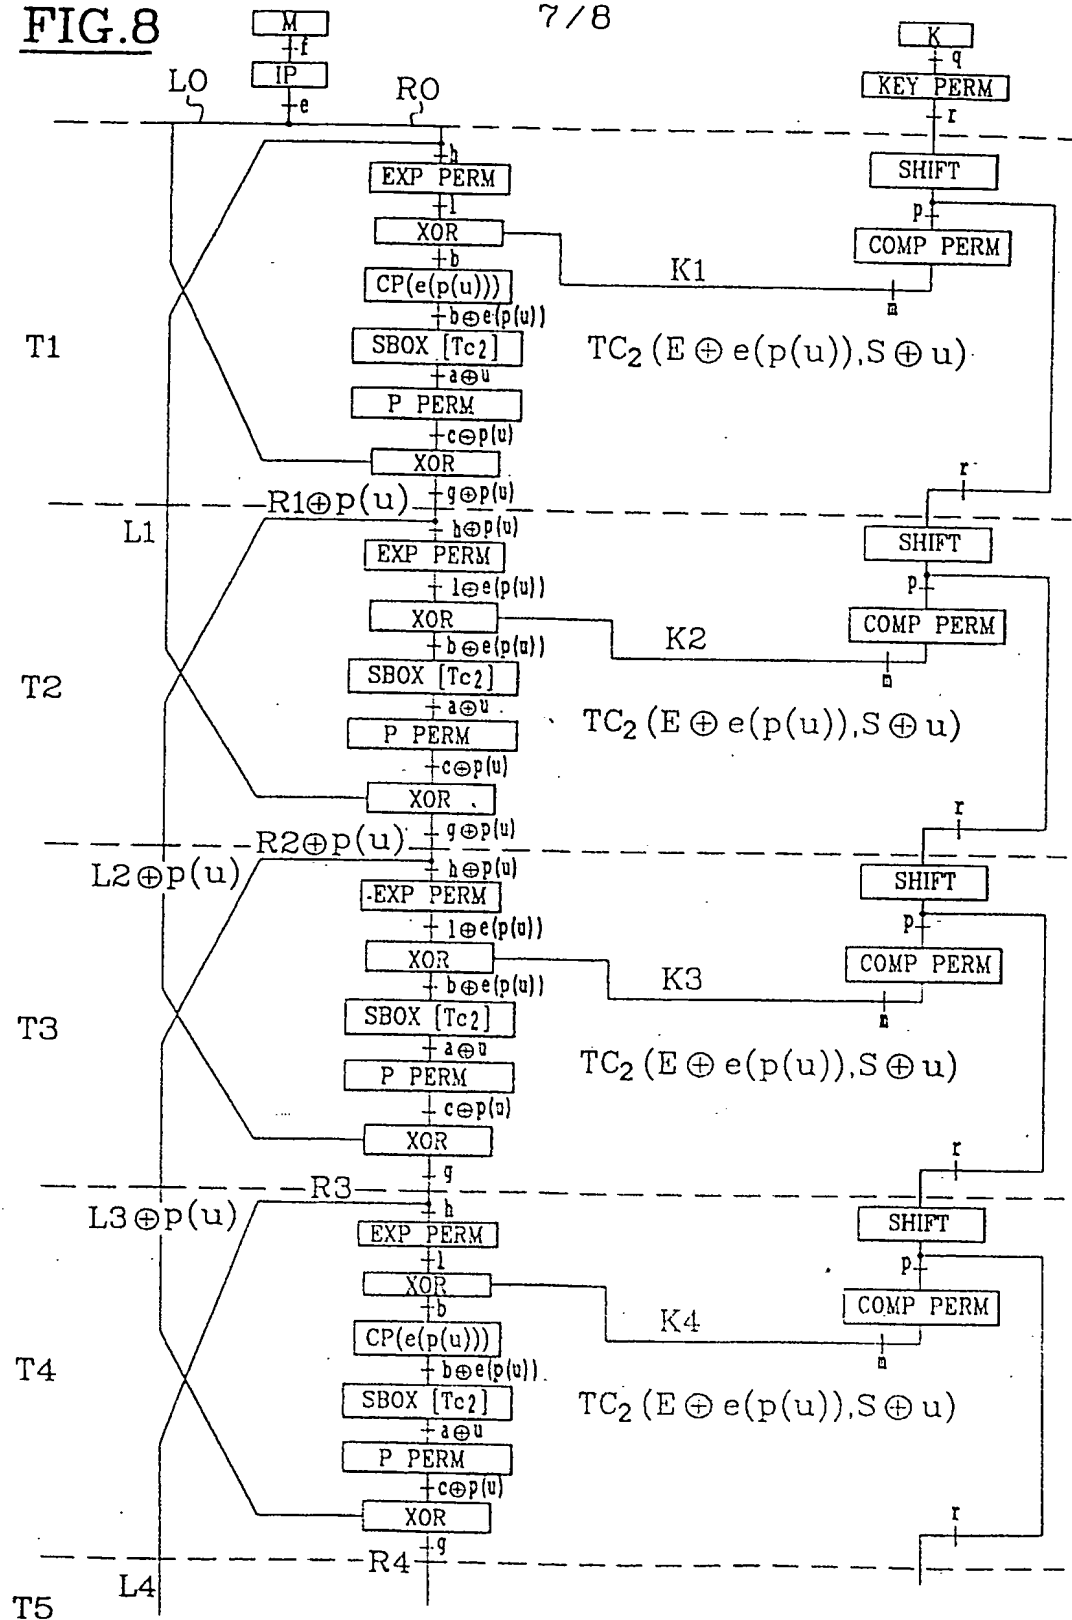 FIG.8
7/8
M
f
IP
e
L0
R0
K
q
KEY PERM
r
T1
h
EXP PERM
l
XOR
b
CP(e(p(u)))
b⊕e(p(u))
SBOX [Tc2]
a⊕u
P PERM
c⊕p(u)
XOR
g⊕p(u)
SHIFT
p
COMP PERM
m
K1
TC₂(E⊕e(p(u)),S⊕u)
r
R1⊕p(u)
L1
T2
h⊕p(u)
EXP PERM
l⊕e(p(u))
XOR
b⊕e(p(u))
SBOX [Tc2]
a⊕u
P PERM
c⊕p(u)
XOR
g⊕p(u)
SHIFT
p
COMP PERM
m
K2
TC₂(E⊕e(p(u)),S⊕u)
r
R2⊕p(u)
L2⊕p(u)
T3
h⊕p(u)
EXP PERM
l⊕e(p(u))
XOR
b⊕e(p(u))
SBOX [Tc2]
a⊕u
P PERM
c⊕p(u)
XOR
g
SHIFT
p
COMP PERM
m
K3
TC₂(E⊕e(p(u)),S⊕u)
r
R3
L3⊕p(u)
T4
h
EXP PERM
l
XOR
b
CP(e(p(u)))
b⊕e(p(u))
SBOX [Tc2]
a⊕u
P PERM
c⊕p(u)
XOR
g
SHIFT
p
COMP PERM
m
K4
TC₂(E⊕e(p(u)),S⊕u)
r
R4
L4
T5